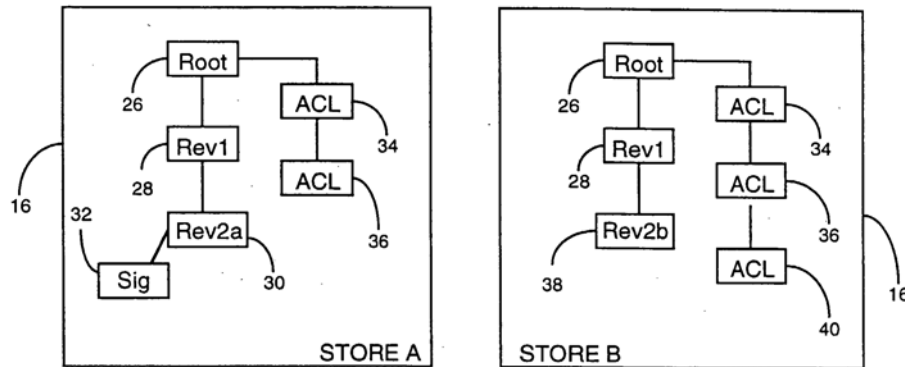 Root
26
ACL
34
Rev1
28
ACL
36
16
32
Rev2a
30
Sig
STORE A
Root
26
ACL
34
Rev1
28
ACL
36
Rev2b
38
ACL
40
16
STORE B